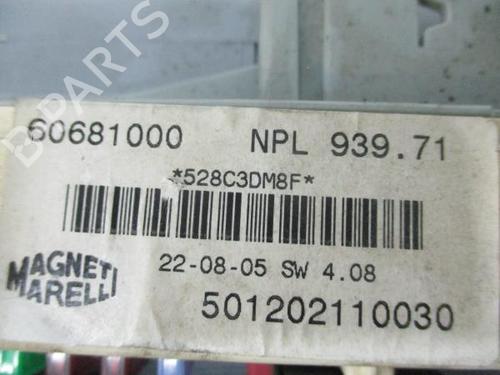 B-PARTS
60681000 NPL 939.71
*528C3DM8F*
22-08-05 SW 4.08
MAGNETI
MARELLI
501202110030